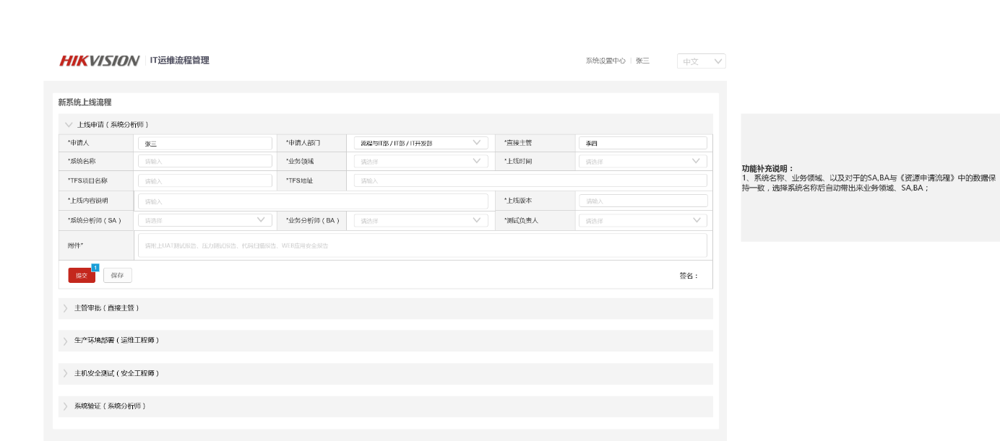 HIKVISION IT运维流程管理 系统设置中心 张三 中文
新系统上线流程
上线申请（系统分析师）
*申请人 张三 *申请人部门 流程与IT部 / IT部 / IT开发部 *直接主管 李四
*系统名称 请输入 *业务领域 请选择 *上线时间 请选择
*TFS项目名称 请输入 *TFS地址 请输入
*上线内容说明 请输入 *上线版本 请输入
*系统分析师（SA） 请选择 *业务分析师（BA） 请选择 *测试负责人 请选择
附件* 请附上UAT测试报告、压力测试报告、代码扫描报告、WEB应用安全报告
提交 1 保存 签名：
主管审批（直接主管）
生产环境部署（运维工程师）
主机安全测试（安全工程师）
系统验证（系统分析师）
功能补充说明：
1、系统名称、业务领域、以及对于的SA,BA与《资源申请流程》中的数据保
持一致，选择系统名称后自动带出来业务领域、SA,BA；